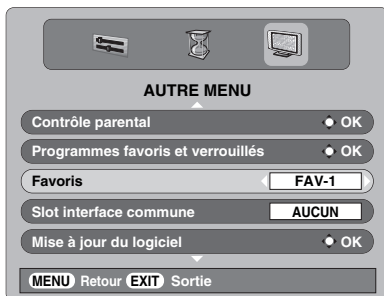 AUTRE MENU
Contrôle parental OK
Programmes favoris et verrouillés OK
Favoris FAV-1
Slot interface commune AUCUN
Mise à jour du logiciel OK
MENU Retour EXIT Sortie